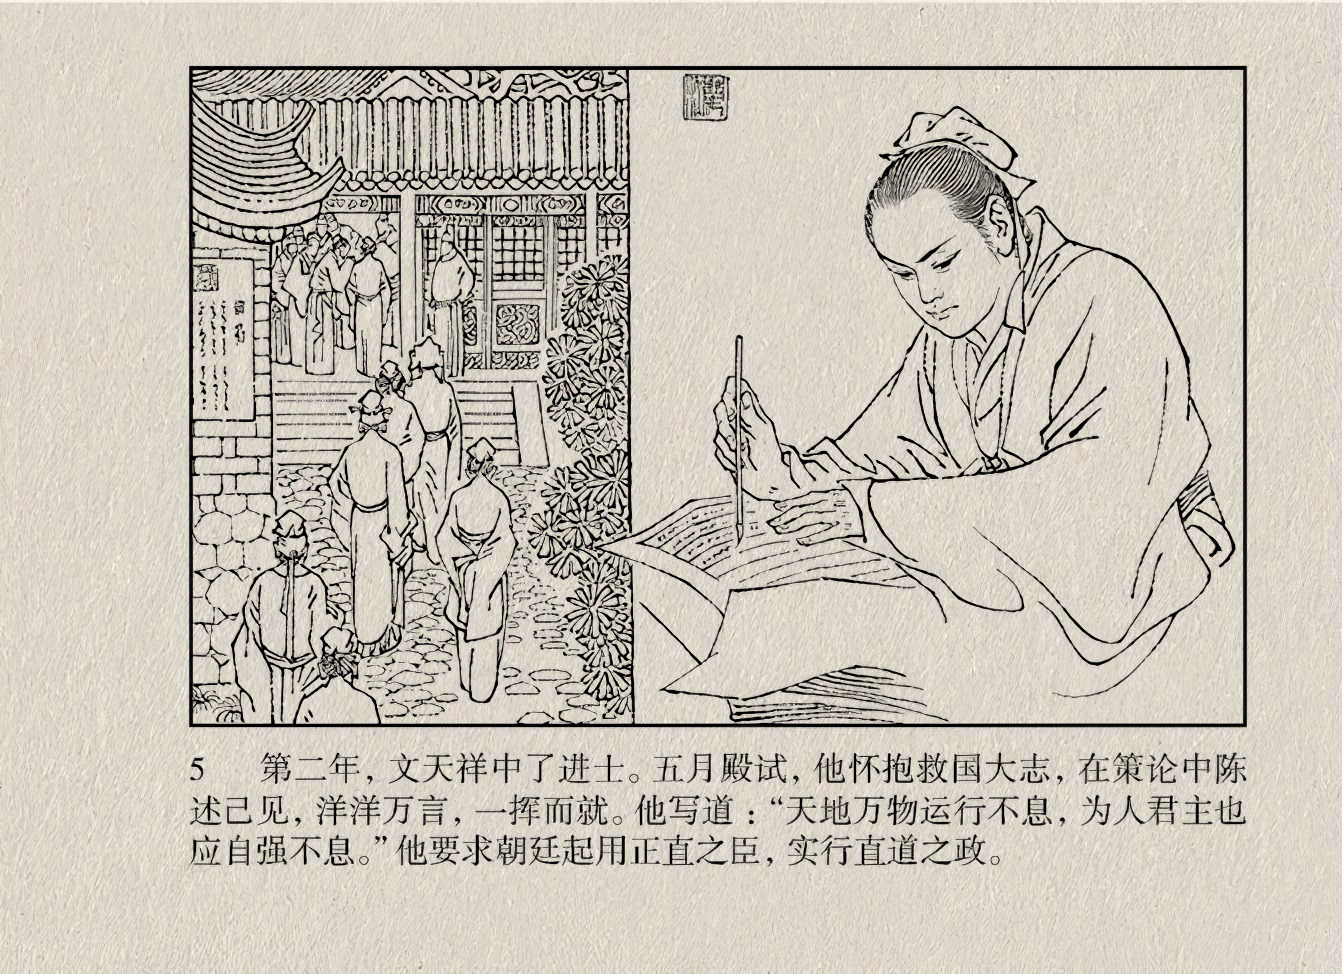 5 第二年，文天祥中了进士。五月殿试，他怀抱救国大志，在策论中陈
述己见，洋洋万言，一挥而就。他写道：“天地万物运行不息，为人君主也
应自强不息。”他要求朝廷起用正直之臣，实行直道之政。